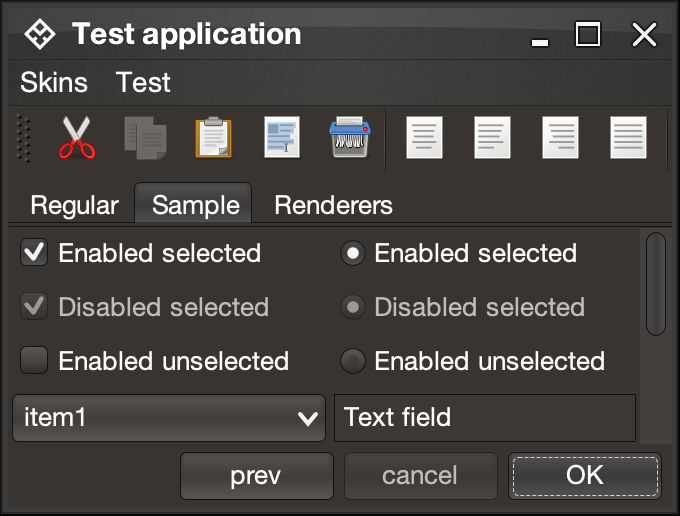 Test application
Skins Test
Regular Sample Renderers
Enabled selected Enabled selected
Disabled selected Disabled selected
Enabled unselected Enabled unselected
item1 Text field
prev cancel OK